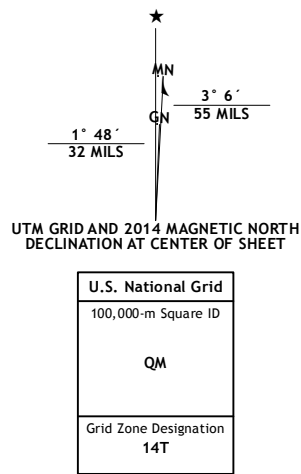 ★
MN
3° 6´
55 MILS
GN
1° 48´
32 MILS
UTM GRID AND 2014 MAGNETIC NORTH
DECLINATION AT CENTER OF SHEET
U.S. National Grid
100,000-m Square ID
QM
Grid Zone Designation
14T